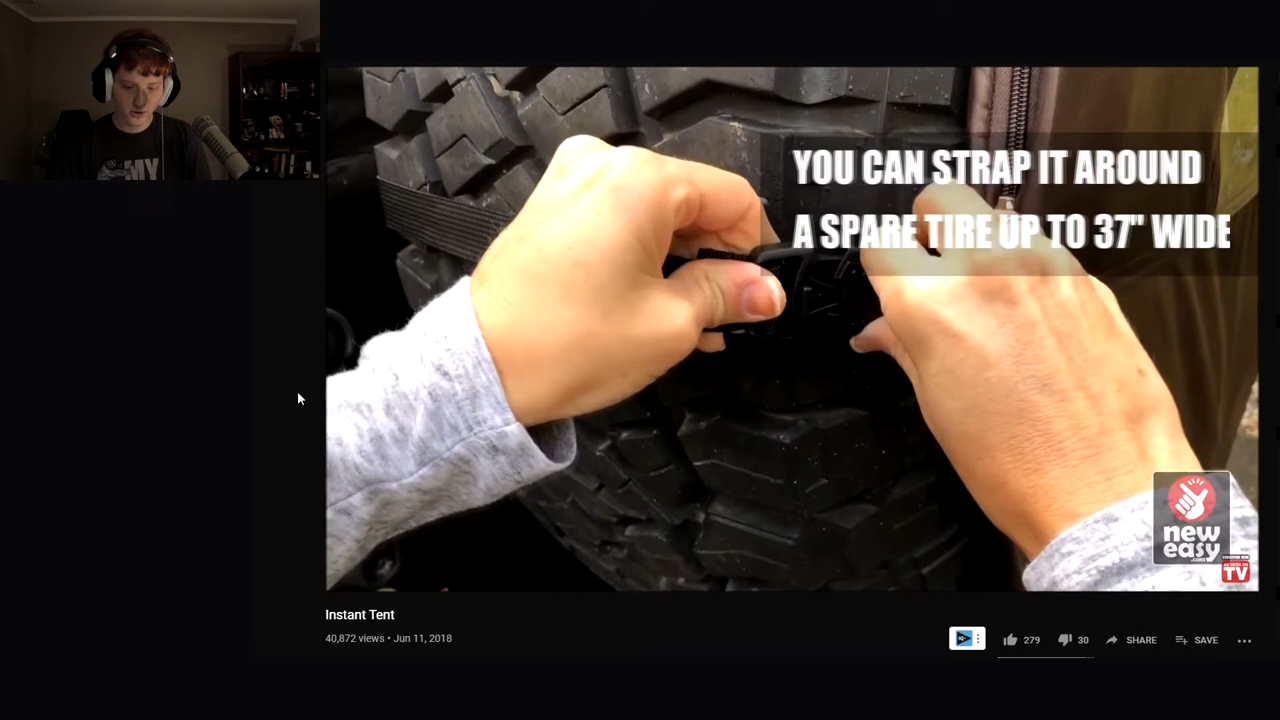 MY
YOU CAN STRAP IT AROUND
A SPARE TIRE UP TO 37" WIDE
new
easy
.com
TV
Instant Tent
40,872 views • Jun 11, 2018
279
30
SHARE
SAVE